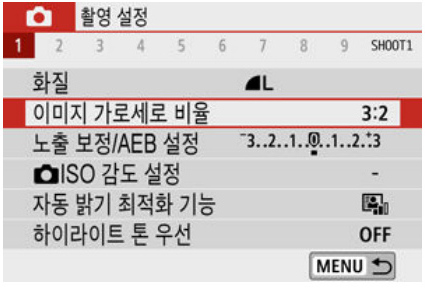 촬영 설정
1 2 3 4 5 6 7 8 9 SHOOT1
화질 L
이미지 가로세로 비율 3:2
노출 보정/AEB 설정 -3..2..1..0..1..2.+3
ISO 감도 설정 -
자동 밝기 최적화 기능
하이라이트 톤 우선 OFF
MENU